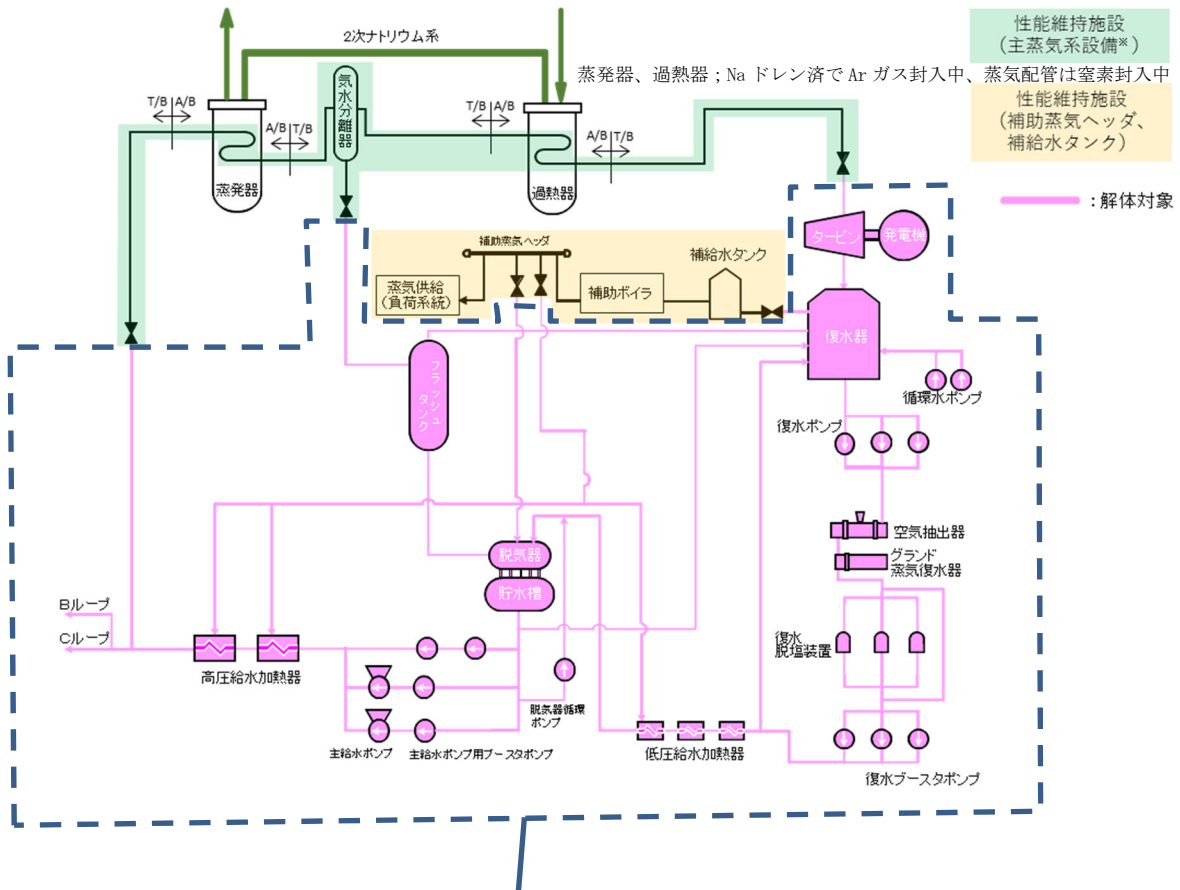 2次ナトリウム系
性能維持施設
(主蒸気系設備※)
蒸発器、過熱器；Na ドレン済で Ar ガス封入中、蒸気配管は窒素封入中
性能維持施設
(補助蒸気ヘッダ、
補給水タンク)
：解体対象
T/B
A/B
A/B
T/B
気水分離器
T/B
A/B
A/B
T/B
蒸発器
過熱器
タービン
発電機
補助蒸気ヘッダ
補給水タンク
蒸気供給
(負荷系統)
補助ボイラ
復水器
フラッシュ
タンク
循環水ポンプ
復水ポンプ
空気抽出器
グランド
蒸気復水器
脱気器
貯水槽
Bループ
Cループ
高圧給水加熱器
復水
脱塩装置
脱気器循環
ポンプ
主給水ポンプ
主給水ポンプ用ブースタポンプ
低圧給水加熱器
復水ブースタポンプ